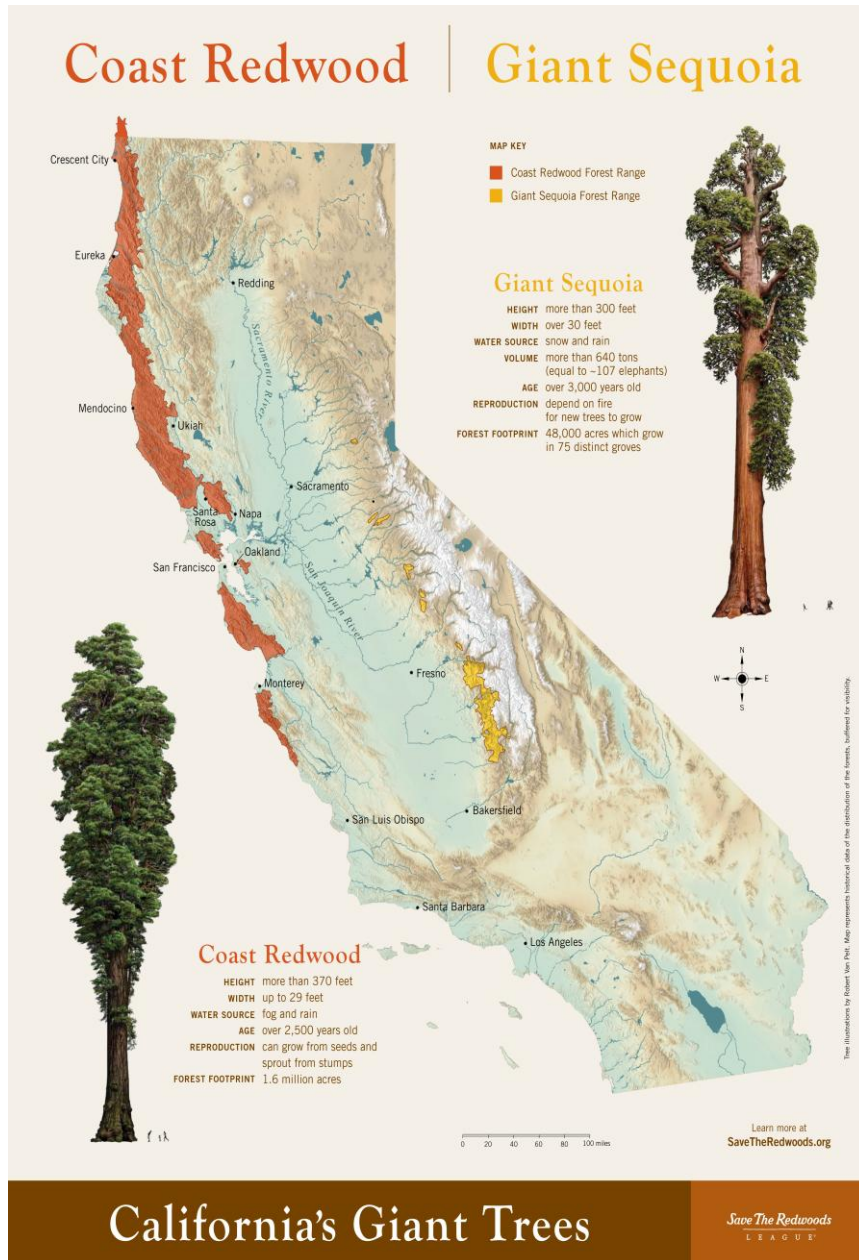 Coast Redwood
Giant Sequoia
MAP KEY
Coast Redwood Forest Range
Giant Sequoia Forest Range
Crescent City
Eureka
Redding
Sacramento River
Mendocino
Ukiah
Sacramento
Santa
Rosa
Napa
Oakland
San Francisco
San Joaquin River
Fresno
Monterey
San Luis Obispo
Bakersfield
Santa Barbara
Los Angeles
Giant Sequoia
HEIGHT more than 300 feet
WIDTH over 30 feet
WATER SOURCE snow and rain
VOLUME more than 640 tons
(equal to ~107 elephants)
AGE over 3,000 years old
REPRODUCTION depend on fire
for new trees to grow
FOREST FOOTPRINT 48,000 acres which grow
in 75 distinct groves
N
W E
S
Tree illustrations by Robert Van Pelt. Map represents historical data of the distribution of the forests, buffered for visibility.
Coast Redwood
HEIGHT more than 370 feet
WIDTH up to 29 feet
WATER SOURCE fog and rain
AGE over 2,500 years old
REPRODUCTION can grow from seeds and
sprout from stumps
FOREST FOOTPRINT 1.6 million acres
0 20 40 60 80 100 miles
Learn more at
SaveTheRedwoods.org
California's Giant Trees
Save The Redwoods
LEAGUE®